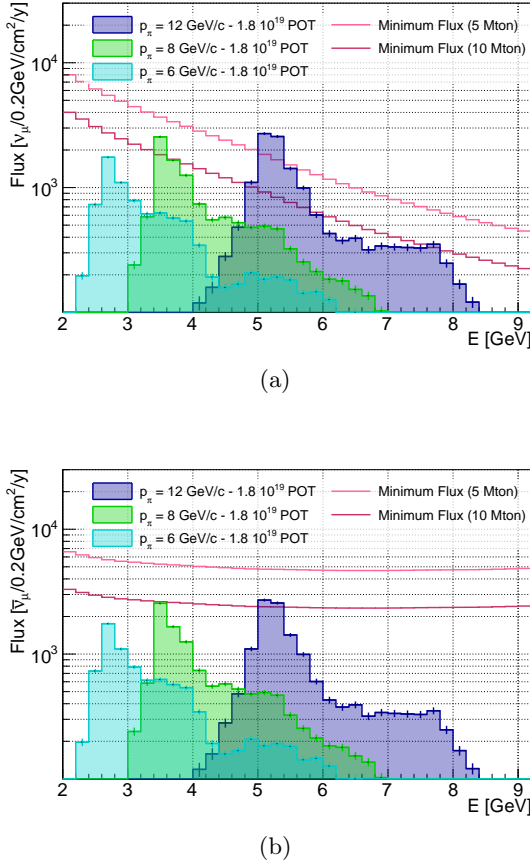 p_π = 12 GeV/c - 1.8 10^19 POT
p_π = 8 GeV/c - 1.8 10^19 POT
p_π = 6 GeV/c - 1.8 10^19 POT
Minimum Flux (5 Mton)
Minimum Flux (10 Mton)
Flux [ν_μ/0.2GeV/cm²/y]
10^4
10^3
2 3 4 5 6 7 8 9
E [GeV]
(a)
p_π = 12 GeV/c - 1.8 10^19 POT
p_π = 8 GeV/c - 1.8 10^19 POT
p_π = 6 GeV/c - 1.8 10^19 POT
Minimum Flux (5 Mton)
Minimum Flux (10 Mton)
Flux [ν̄_μ/0.2GeV/cm²/y]
10^4
10^3
2 3 4 5 6 7 8 9
E [GeV]
(b)